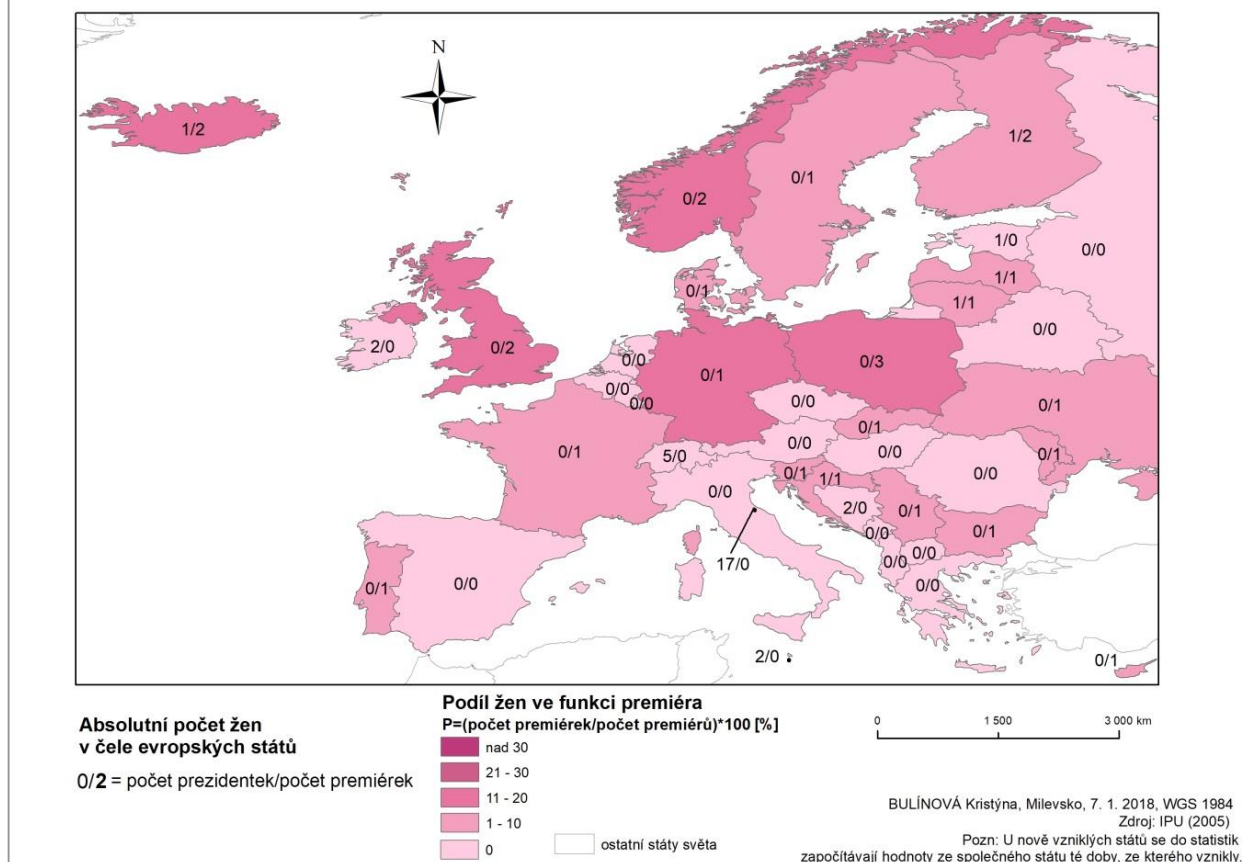 N
1/2
1/2
0/1
0/2
1/0
0/0
1/1
0/1
1/1
0/0
2/0
0/2
0/0
0/1
0/3
0/0
0/0
0/0
0/1
0/1
0/0
0/1
5/0
0/0
0/1
0/0
0/1
1/1
0/0
2/0
0/1
0/1
0/0
17/0
0/0
0/0
0/1
0/0
0/0
2/0
0/1
Absolutní počet žen
v čele evropských států
0/2 = počet prezidentek/počet premiérek
Podíl žen ve funkci premiéra
P=(počet premiérek/počet premiérů)*100 [%]
nad 30
21 - 30
11 - 20
1 - 10
0
ostatní státy světa
0 1 500 3 000 km
BULÍNOVÁ Kristýna, Milevsko, 7. 1. 2018, WGS 1984
Zdroj: IPU (2005)
Pozn: U nově vzniklých států se do statistik
započítávají hodnoty ze společného státu té doby, ze kterého vznikly.